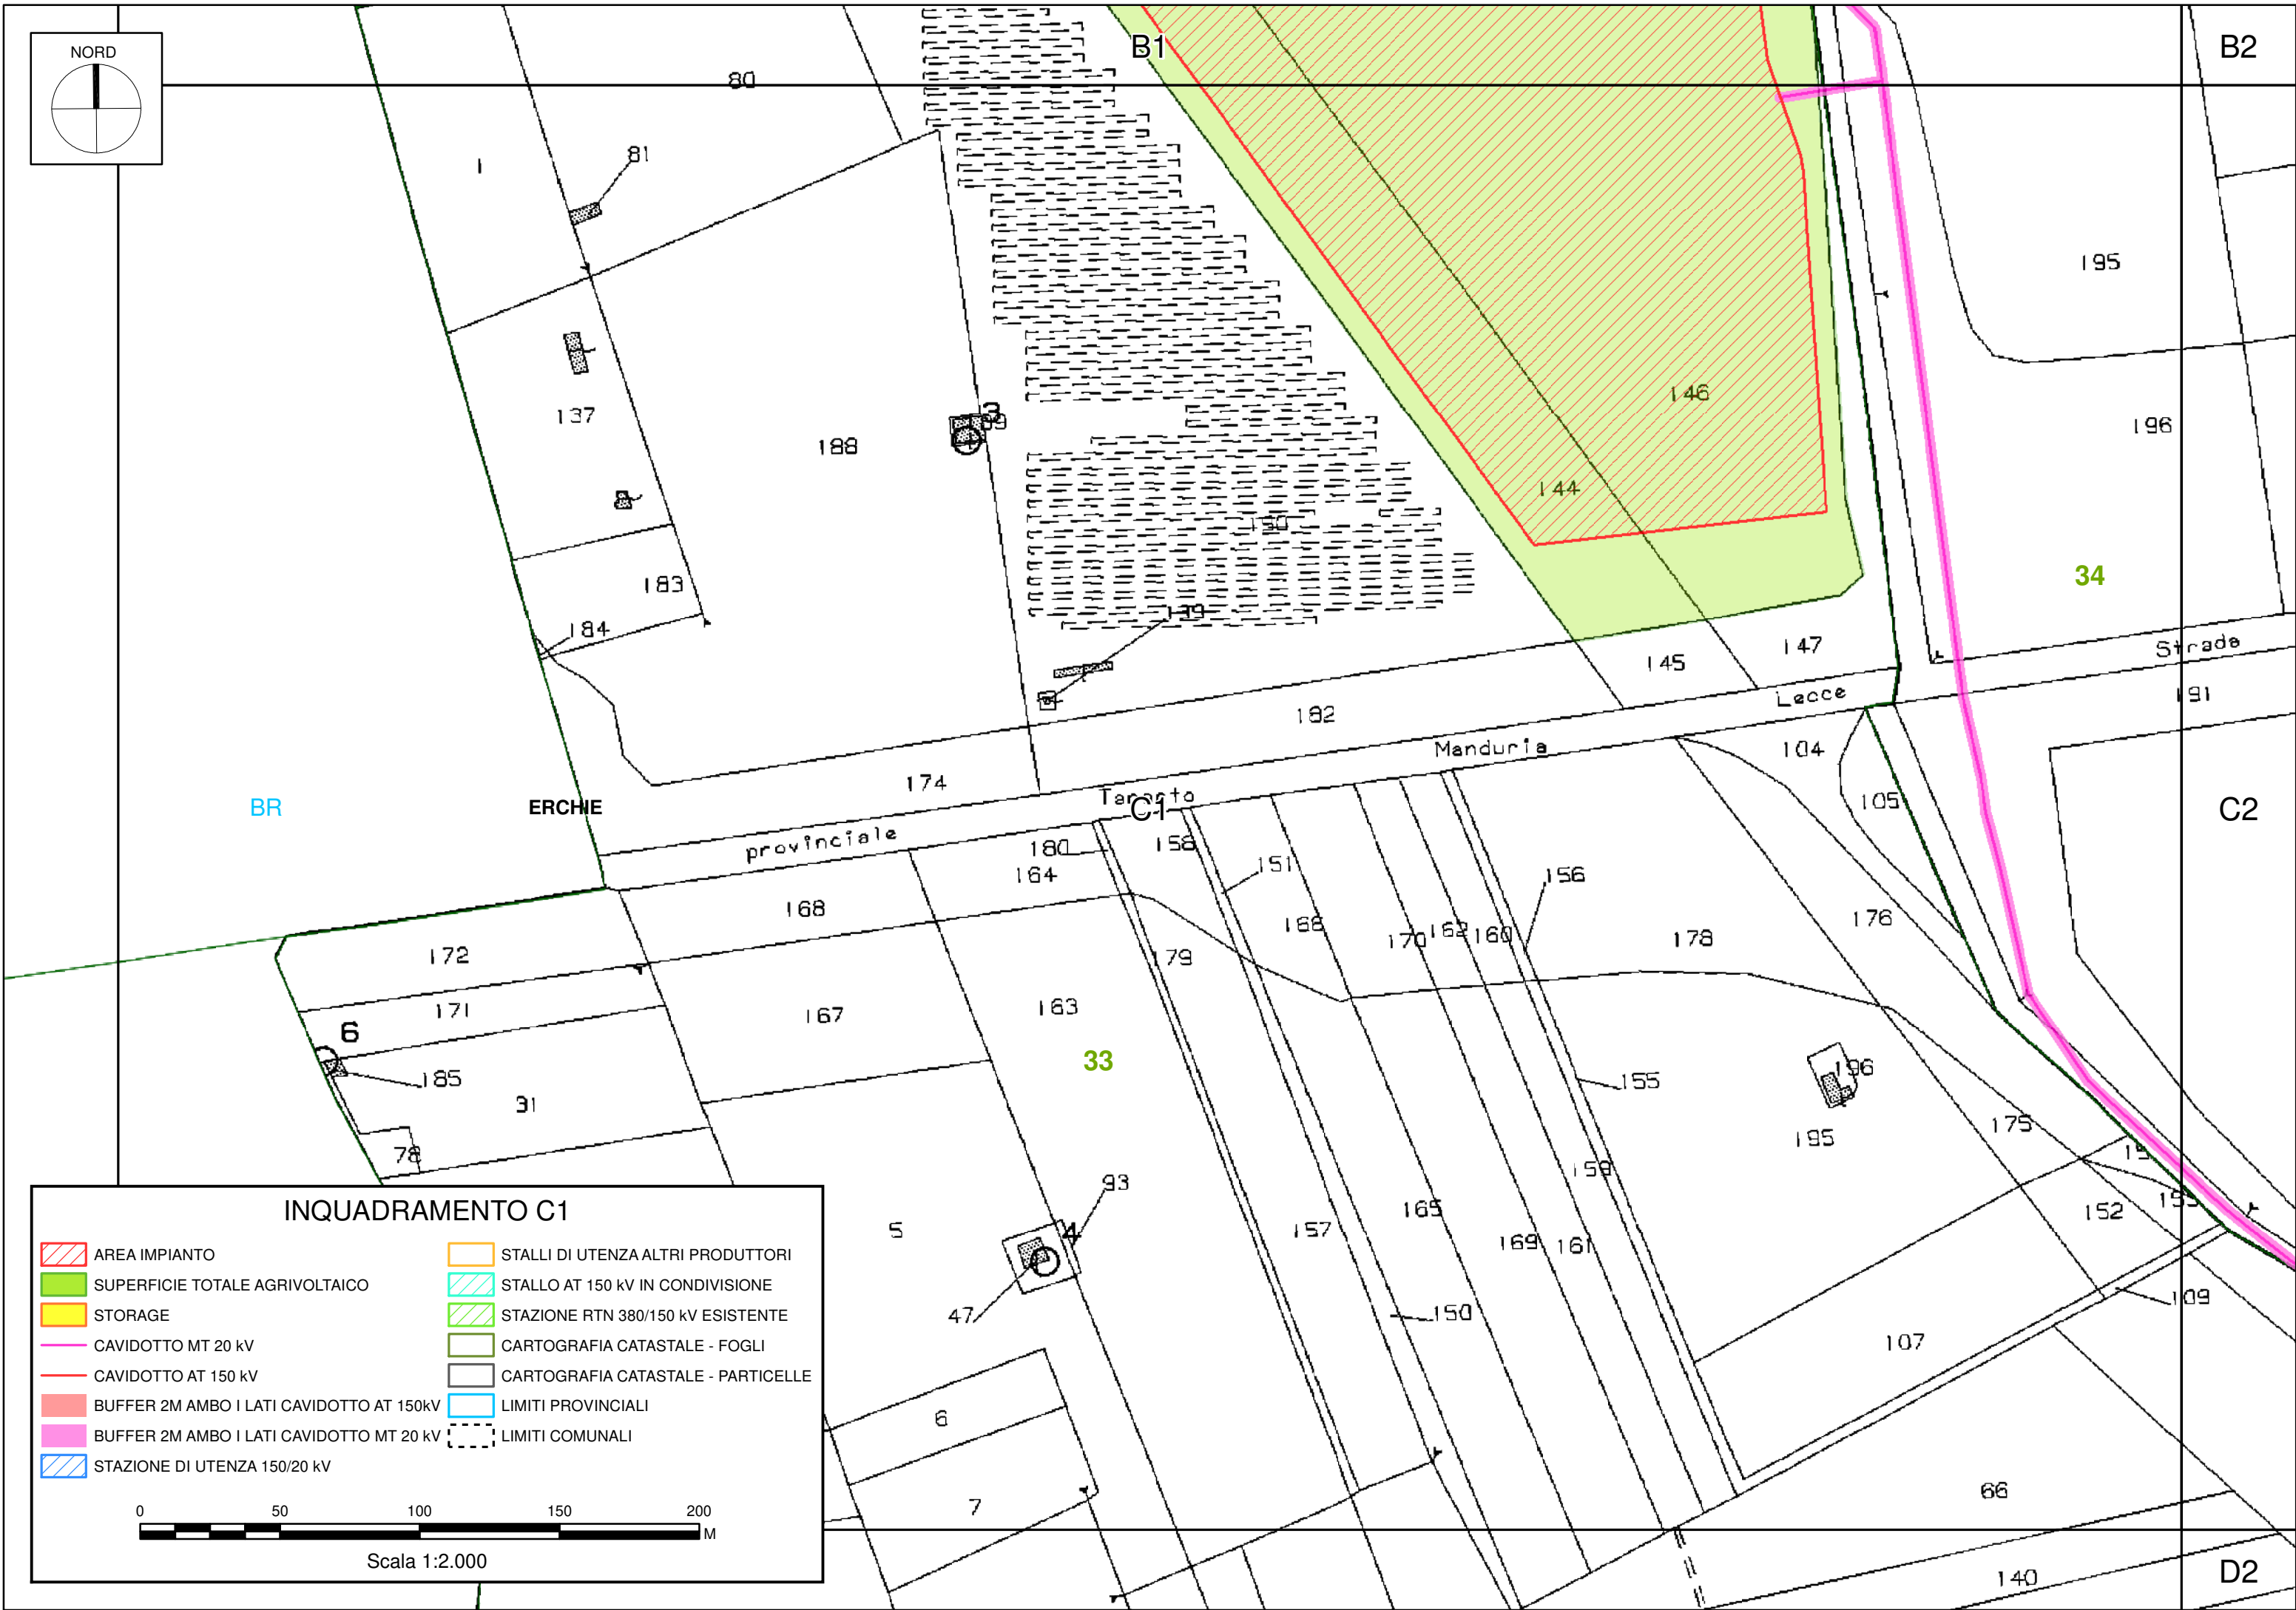 NORD
B1
B2
80
81
1
195
137
188
3
146
196
144
190
183
34
139
184
147
145
Strada
191
Lecce
182
104
Manduria
174
Taranto
C1
105
C2
BR
ERCHIE
provinciale
180
158
164
151
156
168
168
176
172
170
162
160
178
179
171
167
163
6
33
185
155
196
31
175
195
78
159
93
165
152
5
4
157
169
161
47
150
109
107
6
7
66
140
D2
INQUADRAMENTO C1
AREA IMPIANTO
SUPERFICIE TOTALE AGRIVOLTAICO
STORAGE
CAVIDOTTO MT 20 kV
CAVIDOTTO AT 150 kV
BUFFER 2M AMBO I LATI CAVIDOTTO AT 150kV
BUFFER 2M AMBO I LATI CAVIDOTTO MT 20 kV
STAZIONE DI UTENZA 150/20 kV
STALLI DI UTENZA ALTRI PRODUTTORI
STALLO AT 150 kV IN CONDIVISIONE
STAZIONE RTN 380/150 kV ESISTENTE
CARTOGRAFIA CATASTALE - FOGLI
CARTOGRAFIA CATASTALE - PARTICELLE
LIMITI PROVINCIALI
LIMITI COMUNALI
0 50 100 150 200
M
Scala 1:2.000